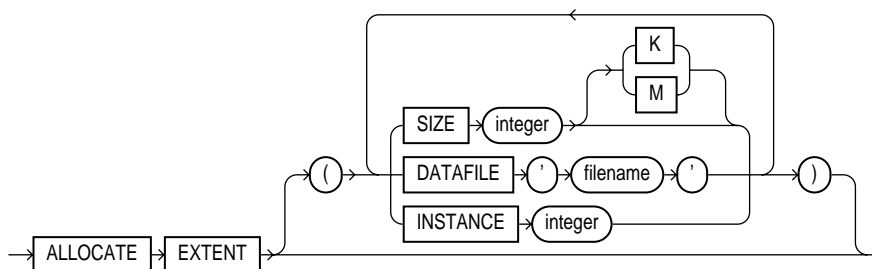 K
M
SIZE integer
( DATAFILE ' filename ' )
INSTANCE integer
ALLOCATE EXTENT